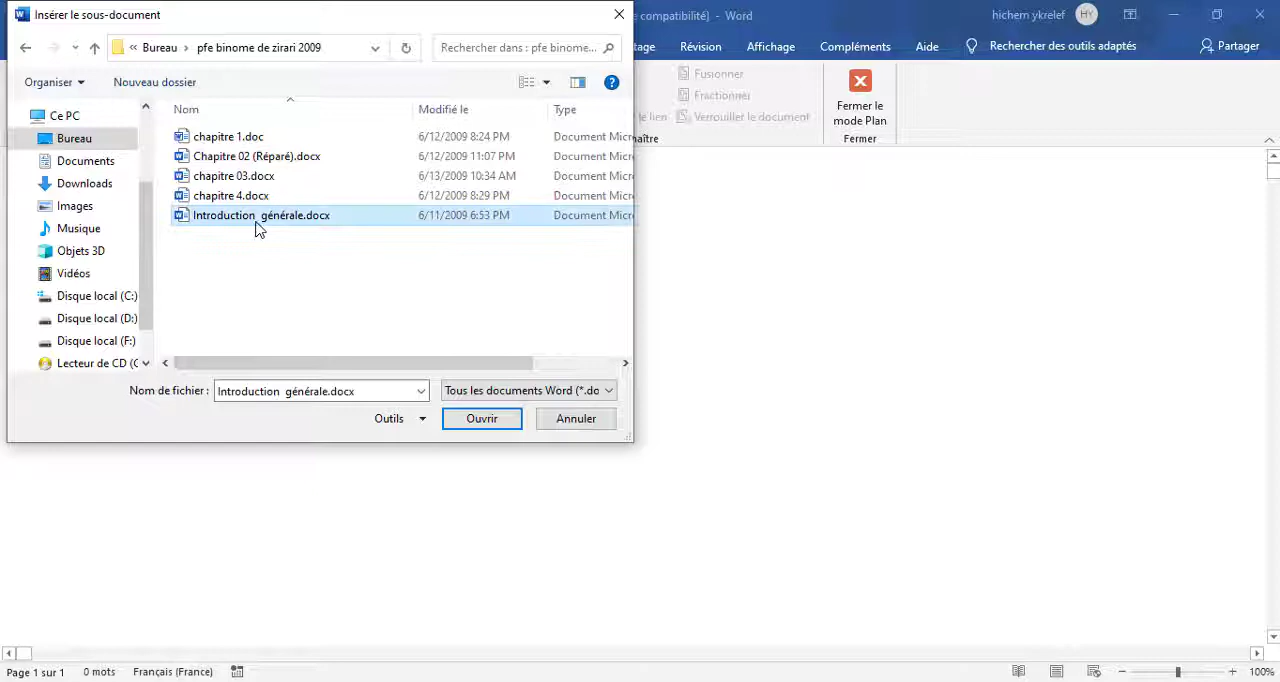 Insérer le sous-document
e compatibilité] - Word
hichem ykrelef
HY
« Bureau › pfe binome de zirari 2009
Rechercher dans : pfe binome...
tage Révision Affichage Compléments Aide Rechercher des outils adaptés Partager
Organiser Nouveau dossier
Fusionner
Fractionner
le lien Verrouiller le document
aître
Fermer le
mode Plan
Fermer
Nom Modifié le Type
Ce PC
Bureau
Documents
Downloads
Images
Musique
Objets 3D
Vidéos
Disque local (C:)
Disque local (D:)
Disque local (F:)
Lecteur de CD (
chapitre 1.doc 6/12/2009 8:24 PM Document Micr
Chapitre 02 (Réparé).docx 6/12/2009 11:07 PM Document Micr
chapitre 03.docx 6/13/2009 10:34 AM Document Micr
chapitre 4.docx 6/12/2009 8:29 PM Document Micr
Introduction générale.docx 6/11/2009 6:53 PM Document Micr
Nom de fichier : Introduction générale.docx Tous les documents Word (*.do
Outils Ouvrir Annuler
Page 1 sur 1 0 mots Français (France) 100%